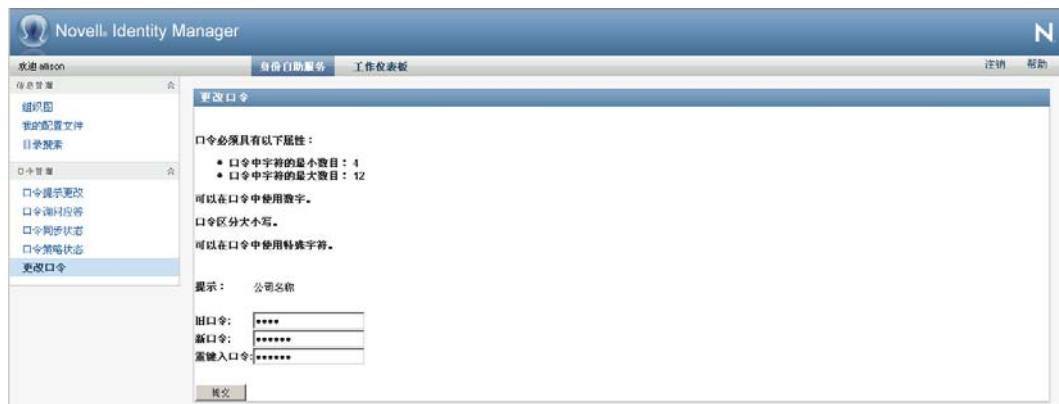 Novell® Identity Manager
N
欢迎 allison
身份自助服务 工作仪表板
注销 帮助
信息管理
组织图
我的配置文件
目录搜索
口令管理
口令提示更改
口令询问应答
口令同步状态
口令策略状态
更改口令
更改口令
口令必须具有以下属性：
• 口令中字符的最小数目： 4
• 口令中字符的最大数目： 12
可以在口令中使用数字。
口令区分大小写。
可以在口令中使用特殊字符。
提示： 公司名称
旧口令:
新口令:
重键入口令:
提交